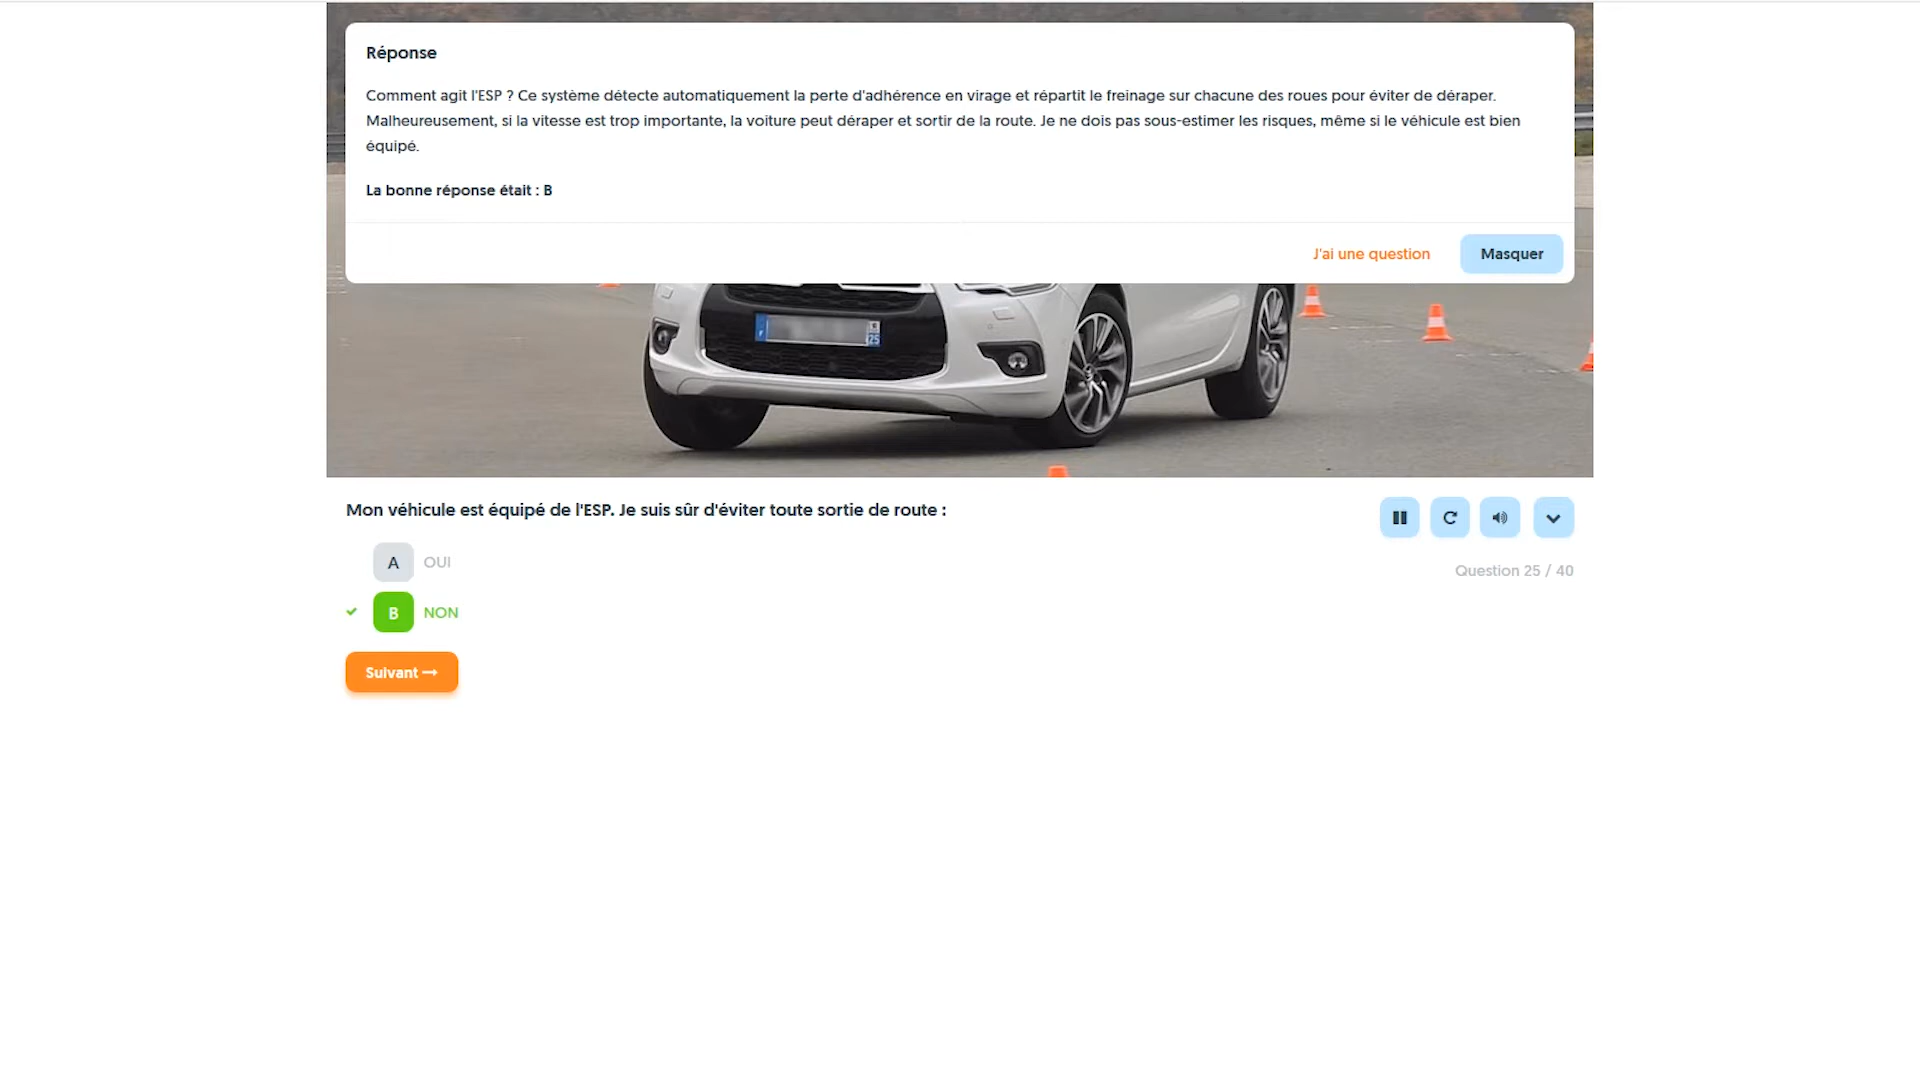 Réponse
Comment agit l'ESP ? Ce système détecte automatiquement la perte d'adhérence en virage et répartit le freinage sur chacune des roues pour éviter de déraper.
Malheureusement, si la vitesse est trop importante, la voiture peut déraper et sortir de la route. Je ne dois pas sous-estimer les risques, même si le véhicule est bien
équipé.
La bonne réponse était : B
J'ai une question
Masquer
25
Mon véhicule est équipé de l'ESP. Je suis sûr d'éviter toute sortie de route :
A OUI
Question 25 / 40
B NON
Suivant →